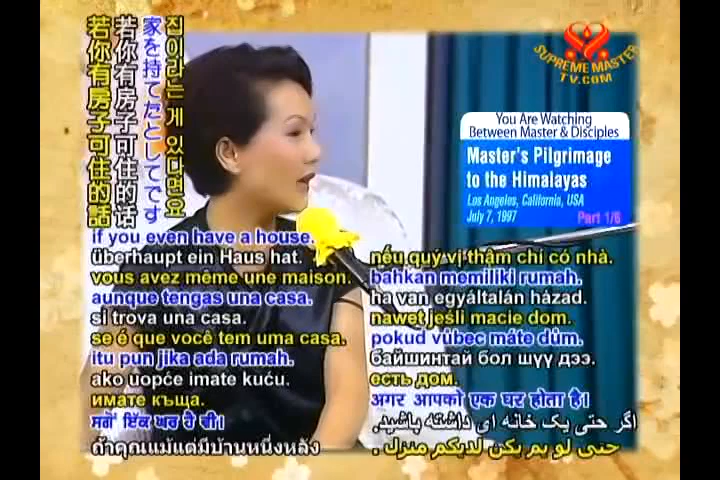 若你有房子可住的話
若你有房子可住的话
家を持てたとしてです
집이라는게 있다면요
SUPREME MASTER
TV.COM
You Are Watching
Between Master & Disciples
Master's Pilgrimage
to the Himalayas
Los Angeles, California, USA
July 7, 1997
Part 1/6
if you even have a house.
überhaupt ein Haus hat.
vous avez même une maison.
aunque tengas una casa.
si trova una casa.
se é que você tem uma casa.
itu pun jika ada rumah.
ako uopće imate kuću.
имате къща.
ਸਗੋਂ ਇੱਕ ਘਰ ਹੈ ਵੀ।
ถ้าคุณแม้แต่มีบ้านหนึ่งหลัง
nếu quý vị thậm chí có nhà.
bahkan memiliki rumah.
ha van egyáltalán házad.
nawet jeśli macie dom.
pokud vůbec máte dům.
байшинтай бол шүү дээ.
есть дом.
अगर आपको एक घर होता है।
اگر حتی یک خانه ای داشته باشید.
حتى لو لم يكن لديكم منزل .